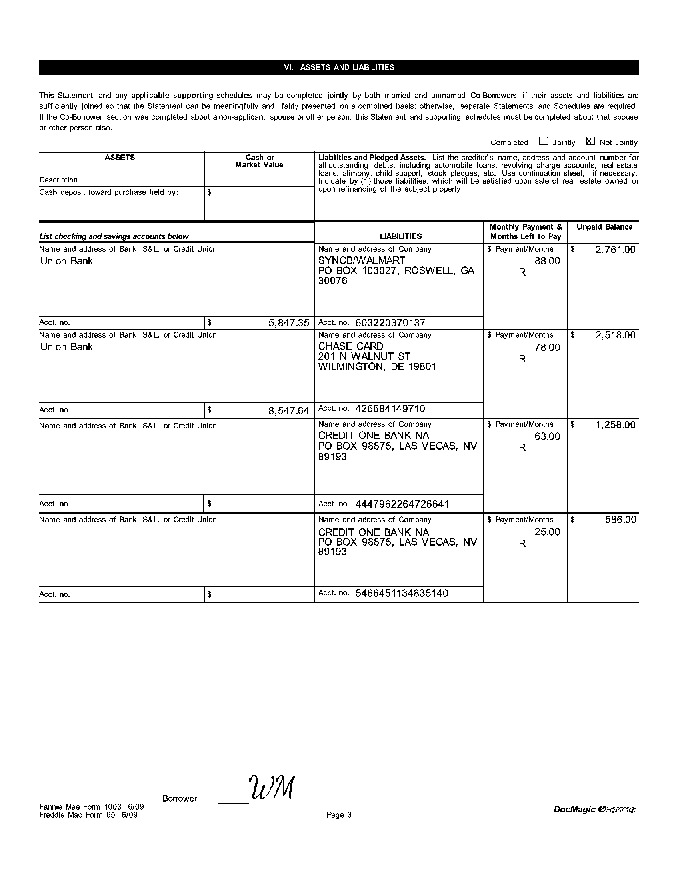 VI. ASSETS AND LIABILITIES
This Statement and any applicable supporting schedules may be completed jointly by both married and unmarried Co-Borrowers if their assets and liabilities are
sufficiently joined so that the Statement can be meaningfully and fairly presented on a combined basis; otherwise, separate Statements and Schedules are required.
If the Co-Borrower section was completed about a non-applicant spouse or other person, this Statement and supporting schedules must be completed about that spouse
or other person also.
Completed Jointly X Not Jointly
ASSETS
Cash or
Market Value
Description
Cash deposit toward purchase held by: $
Liabilities and Pledged Assets. List the creditor's name, address and account number for
all outstanding debts, including automobile loans, revolving charge accounts, real estate
loans, alimony, child support, stock pledges, etc. Use continuation sheet, if necessary.
Indicate by (*) those liabilities, which will be satisfied upon sale of real estate owned or
upon refinancing of the subject property.
List checking and savings accounts below
LIABILITIES
Monthly Payment &
Months Left To Pay
Unpaid Balance
Name and address of Bank, S&L, or Credit Union
Union Bank
Acct. no. $ 5,847.35
Name and address of Company
SYNCB/WALMART
PO BOX 103027, ROSWELL, GA
30076
Acct. no. 603220370137
$ Payment/Months
88.00
R
$ 2,761.00
Name and address of Bank, S&L, or Credit Union
Union Bank
Acct. no. $ 8,547.64
Name and address of Company
CHASE CARD
201 N WALNUT ST
WILMINGTON, DE 19801
Acct. no. 426684149710
$ Payment/Months
78.00
R
$ 2,518.00
Name and address of Bank, S&L, or Credit Union
Acct. no. $
Name and address of Company
CREDIT ONE BANK NA
PO BOX 98575, LAS VEGAS, NV
89193
Acct. no. 4447962264726641
$ Payment/Months
63.00
R
$ 1,258.00
Name and address of Bank, S&L, or Credit Union
Acct. no. $
Name and address of Company
CREDIT ONE BANK NA
PO BOX 98575, LAS VEGAS, NV
89193
Acct. no. 5466451134835140
$ Payment/Months
25.00
R
$ 586.00
Borrower WM
Fannie Mae Form 1003 6/09
Freddie Mac Form 65 6/09
Page 3
DocMagic